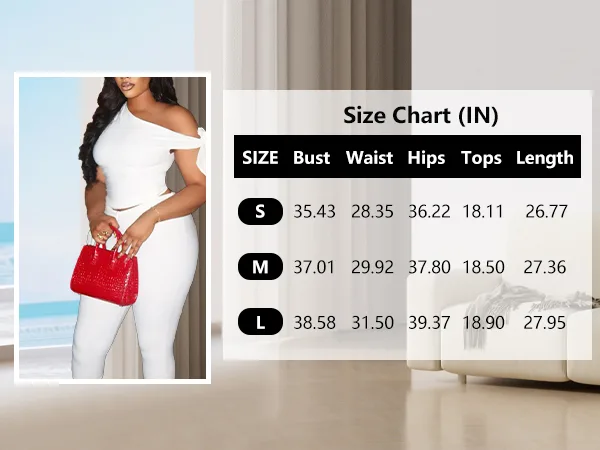 Size Chart (IN)
SIZE Bust Waist Hips Tops Length
S 35.43 28.35 36.22 18.11 26.77
M 37.01 29.92 37.80 18.50 27.36
L 38.58 31.50 39.37 18.90 27.95